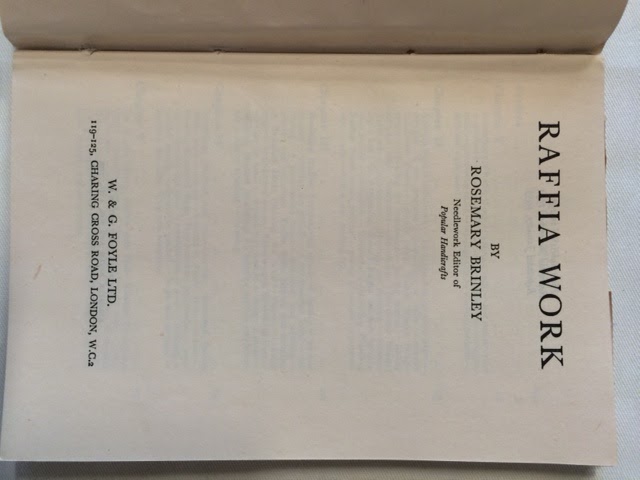 RAFFIA WORK
BY
ROSEMARY BRINLEY
Needlework Editor of
Popular Handicrafts
W. & G. FOYLE LTD.
119-125, CHARING CROSS ROAD, LONDON, W.C.2